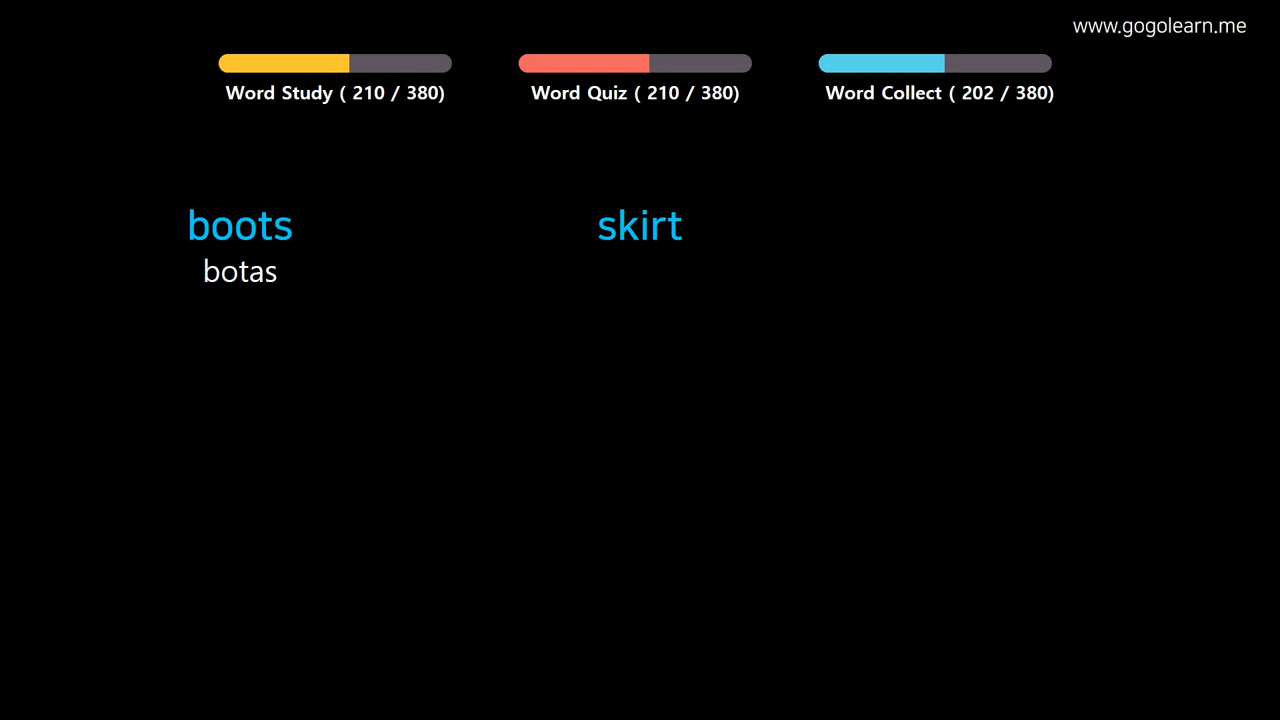 www.gogolearn.me
Word Study ( 210 / 380)
Word Quiz ( 210 / 380)
Word Collect ( 202 / 380)
boots
botas
skirt